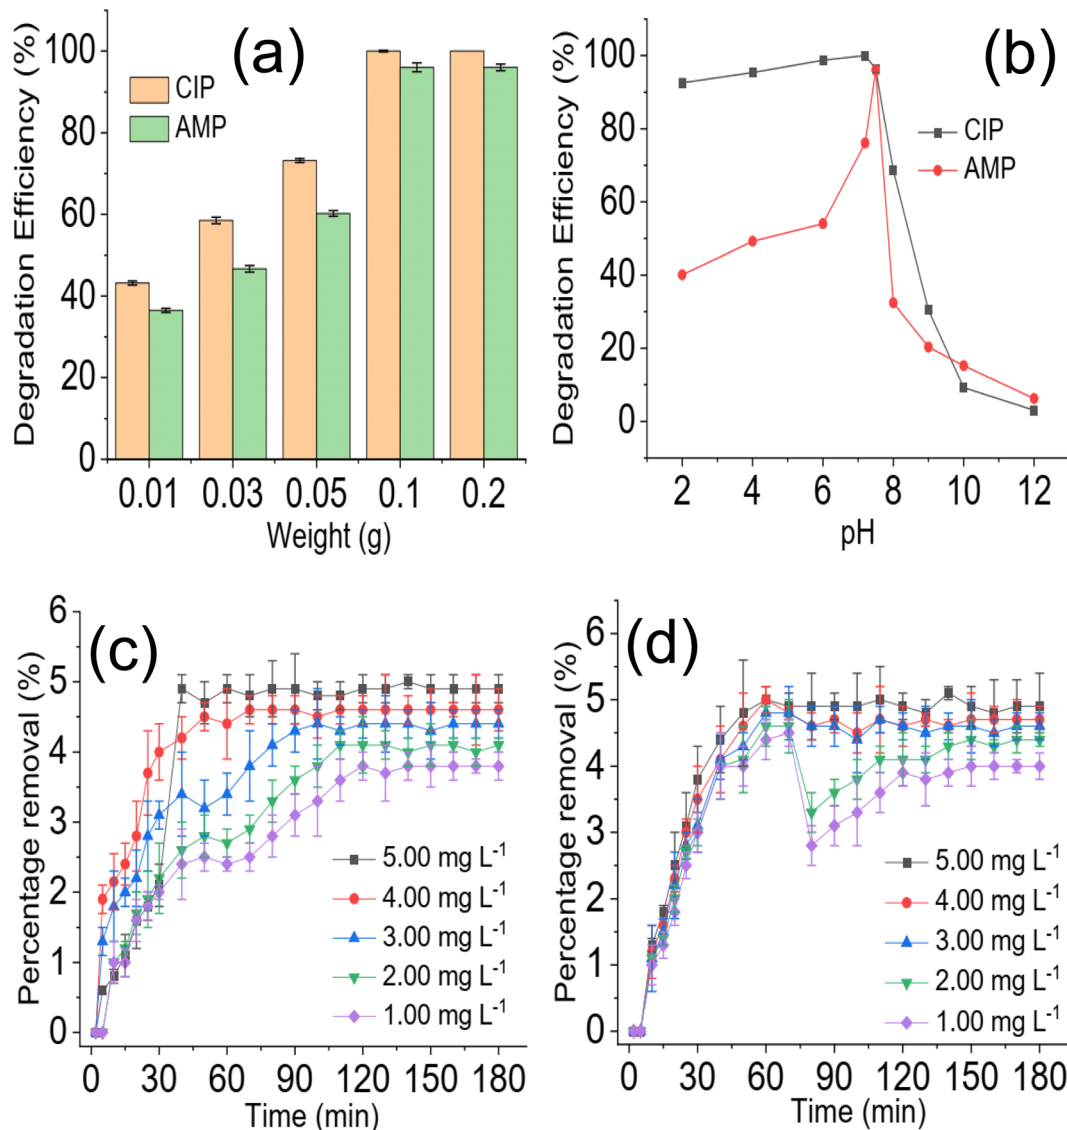 (a)
Degradation Efficiency (%)
100
80
60
40
20
0
CIP
AMP
0.01 0.03 0.05 0.1 0.2
Weight (g)
(b)
Degradation Efficiency (%)
100
80
60
40
20
0
CIP
AMP
2 4 6 8 10 12
pH
(c)
Percentage removal (%)
6
5
4
3
2
1
0
5.00 mg L⁻¹
4.00 mg L⁻¹
3.00 mg L⁻¹
2.00 mg L⁻¹
1.00 mg L⁻¹
0 30 60 90 120 150 180
Time (min)
(d)
Percentage removal (%)
6
5
4
3
2
1
0
5.00 mg L⁻¹
4.00 mg L⁻¹
3.00 mg L⁻¹
2.00 mg L⁻¹
1.00 mg L⁻¹
0 30 60 90 120 150 180
Time (min)